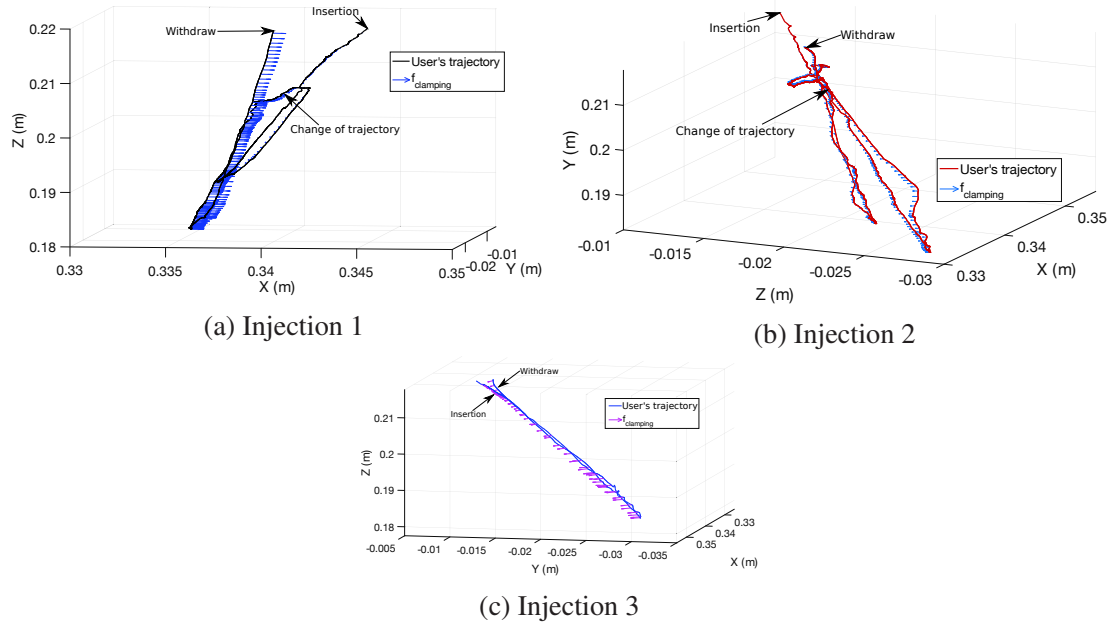 Insertion
0.22
Withdraw
0.21
User's trajectory
f_clamping
Z (m)
0.2
Change of trajectory
0.19
0.18
0.33
0.335
0.34
0.345
0.35
-0.02
-0.01
X (m)
Y (m)
(a) Injection 1
Insertion
Withdraw
0.21
Change of trajectory
Y (m)
0.2
User's trajectory
f_clamping
0.19
-0.01
-0.015
-0.02
-0.025
-0.03
0.33
0.34
0.35
Z (m)
X (m)
(b) Injection 2
Withdraw
Insertion
0.21
User's trajectory
f_clamping
Z (m)
0.2
0.19
0.18
-0.005
-0.01
-0.015
-0.02
-0.025
-0.03
-0.035
0.35
0.34
0.33
Y (m)
X (m)
(c) Injection 3